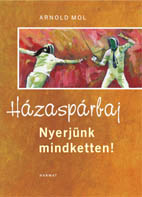 ARNOLD MOL
Házaspárbaj
Nyerjünk
mindketten!
HARMAT